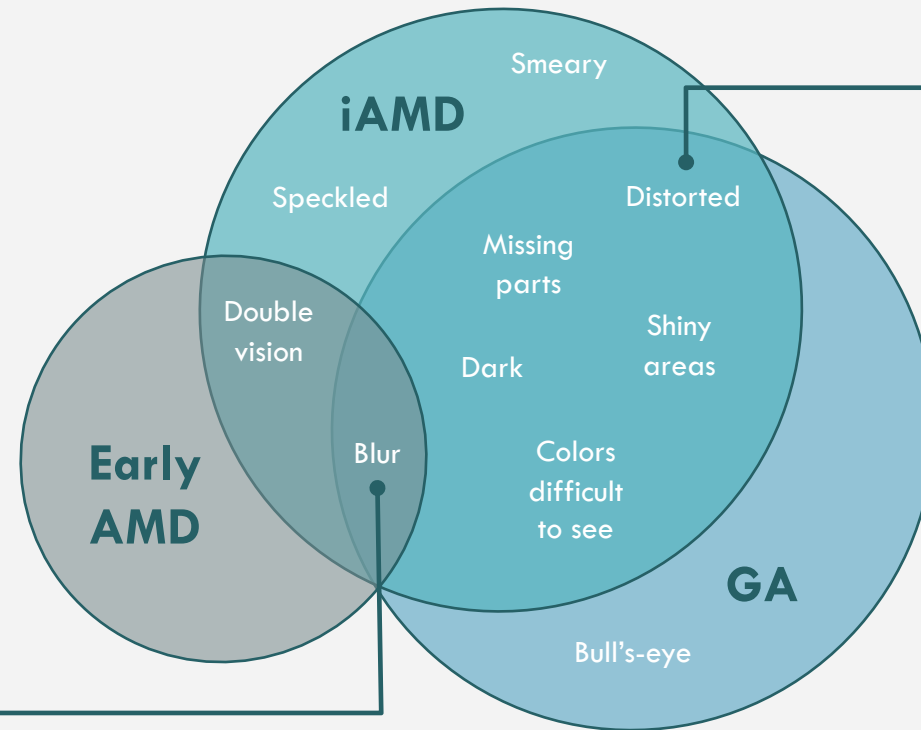 Smeary
iAMD
Speckled
Distorted
Missing
parts
Double
vision
Shiny
areas
Dark
Blur
Colors
difficult
to see
Early
AMD
GA
Bull's-eye